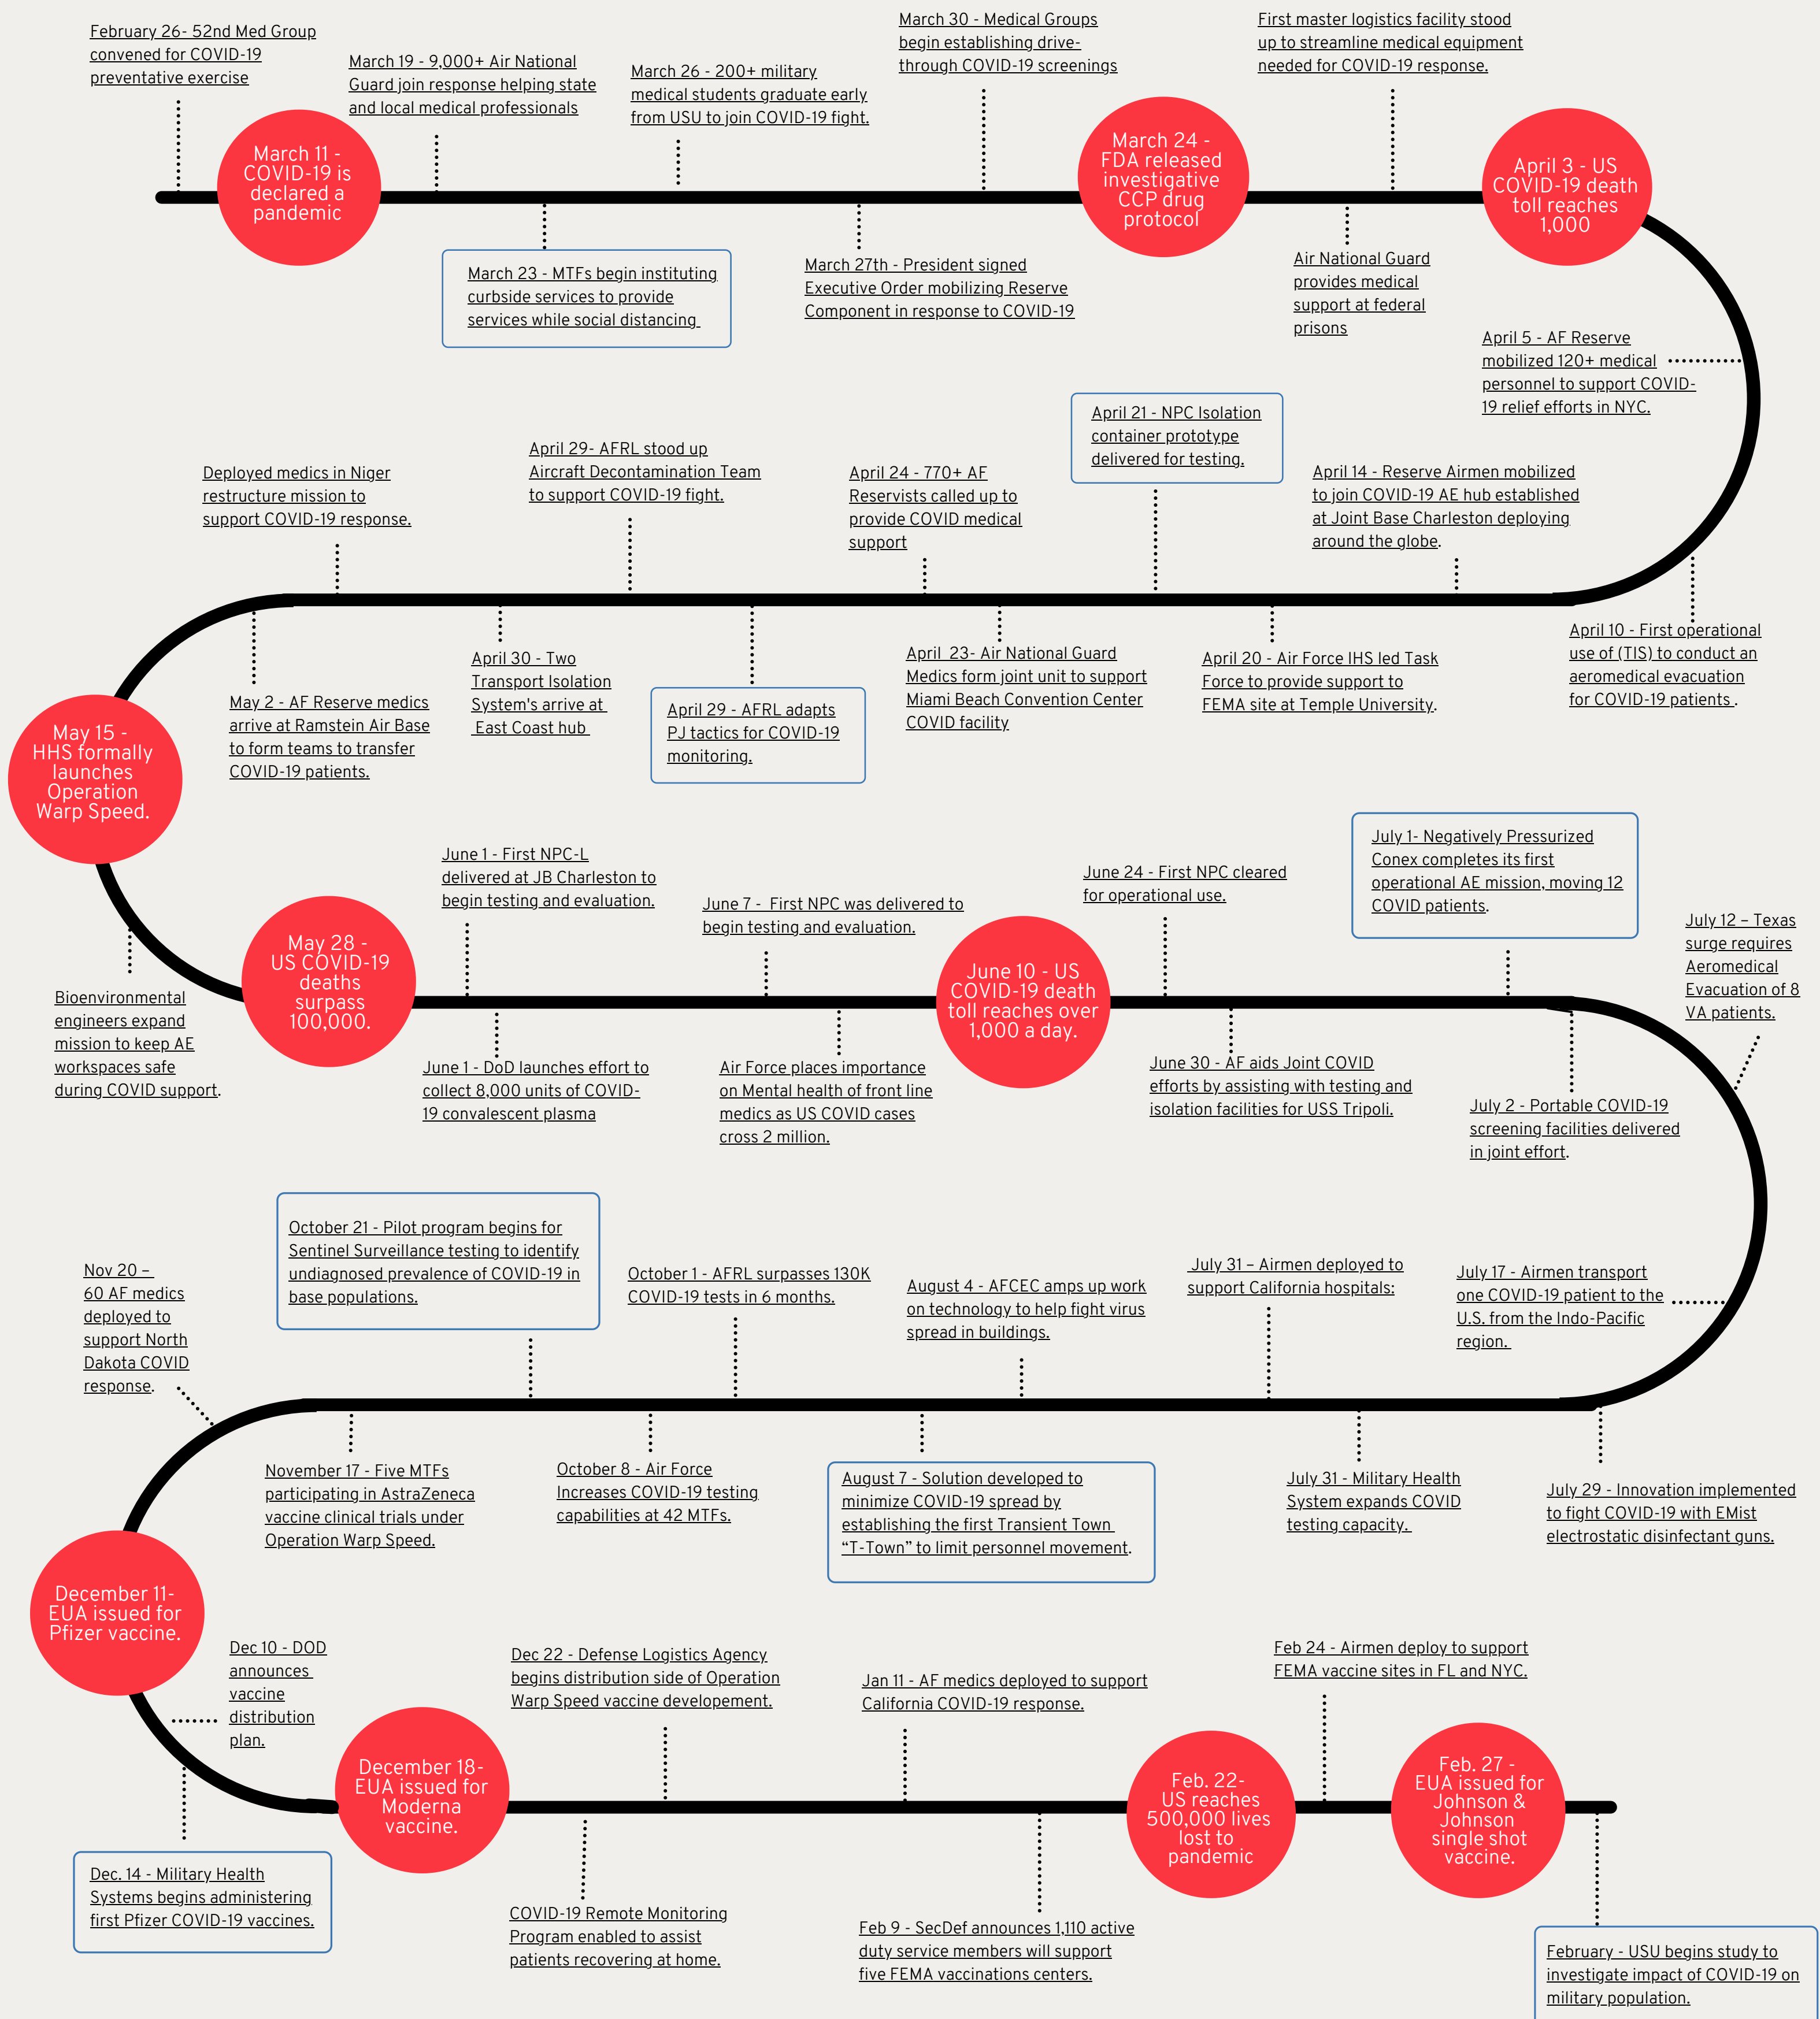 February 26- 52nd Med Group
convened for COVID-19
preventative exercise
March 11 -
COVID-19 is
declared a
pandemic
March 19 - 9,000+ Air National
Guard join response helping state
and local medical professionals
March 23 - MTFs begin instituting
curbside services to provide
services while social distancing
March 26 - 200+ military
medical students graduate early
from USU to join COVID-19 fight.
March 27th - President signed
Executive Order mobilizing Reserve
Component in response to COVID-19
March 30 - Medical Groups
begin establishing drive-
through COVID-19 screenings
March 24 -
FDA released
investigative
CCP drug
protocol
Air National Guard
provides medical
support at federal
prisons
First master logistics facility stood
up to streamline medical equipment
needed for COVID-19 response.
April 3 - US
COVID-19 death
toll reaches
1,000
April 5 - AF Reserve
mobilized 120+ medical
personnel to support COVID-
19 relief efforts in NYC.
April 10 - First operational
use of (TIS) to conduct an
aeromedical evacuation
for COVID-19 patients .
April 14 - Reserve Airmen mobilized
to join COVID-19 AE hub established
at Joint Base Charleston deploying
around the globe.
April 20 - Air Force IHS led Task
Force to provide support to
FEMA site at Temple University.
April 21 - NPC Isolation
container prototype
delivered for testing.
April 23- Air National Guard
Medics form joint unit to support
Miami Beach Convention Center
COVID facility
April 24 - 770+ AF
Reservists called up to
provide COVID medical
support
April 29 - AFRL adapts
PJ tactics for COVID-19
monitoring.
April 29- AFRL stood up
Aircraft Decontamination Team
to support COVID-19 fight.
April 30 - Two
Transport Isolation
System's arrive at
East Coast hub
Deployed medics in Niger
restructure mission to
support COVID-19 response.
May 2 - AF Reserve medics
arrive at Ramstein Air Base
to form teams to transfer
COVID-19 patients.
May 15 -
HHS formally
launches
Operation
Warp Speed.
Bioenvironmental
engineers expand
mission to keep AE
workspaces safe
during COVID support.
May 28 -
US COVID-19
deaths
surpass
100,000.
June 1 - First NPC-L
delivered at JB Charleston to
begin testing and evaluation.
June 1 - DoD launches effort to
collect 8,000 units of COVID-
19 convalescent plasma
June 7 - First NPC was delivered to
begin testing and evaluation.
Air Force places importance
on Mental health of front line
medics as US COVID cases
cross 2 million.
June 10 - US
COVID-19 death
toll reaches over
1,000 a day.
June 24 - First NPC cleared
for operational use.
June 30 - AF aids Joint COVID
efforts by assisting with testing and
isolation facilities for USS Tripoli.
July 1- Negatively Pressurized
Conex completes its first
operational AE mission, moving 12
COVID patients.
July 2 - Portable COVID-19
screening facilities delivered
in joint effort.
July 12 – Texas
surge requires
Aeromedical
Evacuation of 8
VA patients.
July 17 - Airmen transport
one COVID-19 patient to the
U.S. from the Indo-Pacific
region.
July 29 - Innovation implemented
to fight COVID-19 with EMist
electrostatic disinfectant guns.
July 31 - Military Health
System expands COVID
testing capacity.
July 31 – Airmen deployed to
support California hospitals:
August 4 - AFCEC amps up work
on technology to help fight virus
spread in buildings.
August 7 - Solution developed to
minimize COVID-19 spread by
establishing the first Transient Town
“T-Town” to limit personnel movement.
October 1 - AFRL surpasses 130K
COVID-19 tests in 6 months.
October 8 - Air Force
Increases COVID-19 testing
capabilities at 42 MTFs.
October 21 - Pilot program begins for
Sentinel Surveillance testing to identify
undiagnosed prevalence of COVID-19 in
base populations.
November 17 - Five MTFs
participating in AstraZeneca
vaccine clinical trials under
Operation Warp Speed.
Nov 20 –
60 AF medics
deployed to
support North
Dakota COVID
response.
December 11-
EUA issued for
Pfizer vaccine.
Dec 10 - DOD
announces
vaccine
distribution
plan.
Dec. 14 - Military Health
Systems begins administering
first Pfizer COVID-19 vaccines.
December 18-
EUA issued for
Moderna
vaccine.
COVID-19 Remote Monitoring
Program enabled to assist
patients recovering at home.
Dec 22 - Defense Logistics Agency
begins distribution side of Operation
Warp Speed vaccine developement.
Jan 11 - AF medics deployed to support
California COVID-19 response.
Feb 9 - SecDef announces 1,110 active
duty service members will support
five FEMA vaccinations centers.
Feb. 22-
US reaches
500,000 lives
lost to
pandemic
Feb 24 - Airmen deploy to support
FEMA vaccine sites in FL and NYC.
Feb. 27 -
EUA issued for
Johnson &
Johnson
single shot
vaccine.
February - USU begins study to
investigate impact of COVID-19 on
military population.